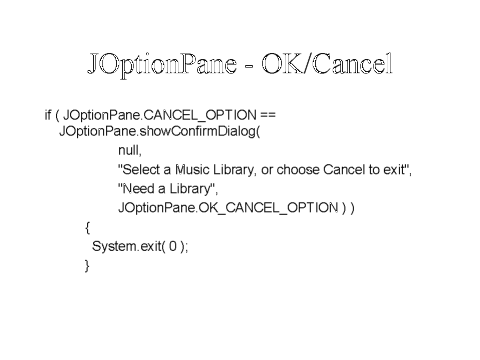 JOptionPane - OK/Cancel
if ( JOptionPane.CANCEL_OPTION ==
JOptionPane.showConfirmDialog(
null,
"Select a Music Library, or choose Cancel to exit",
"Need a Library",
JOptionPane.OK_CANCEL_OPTION ) )
{
System.exit( 0 );
}